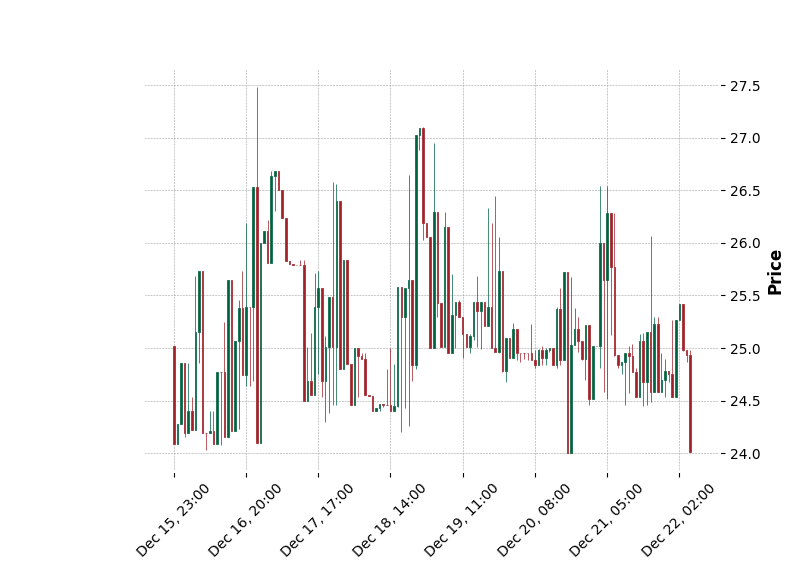 27.5
27.0
26.5
26.0
25.5
25.0
24.5
24.0
Price
Dec 15, 23:00
Dec 16, 20:00
Dec 17, 17:00
Dec 18, 14:00
Dec 19, 11:00
Dec 20, 08:00
Dec 21, 05:00
Dec 22, 02:00